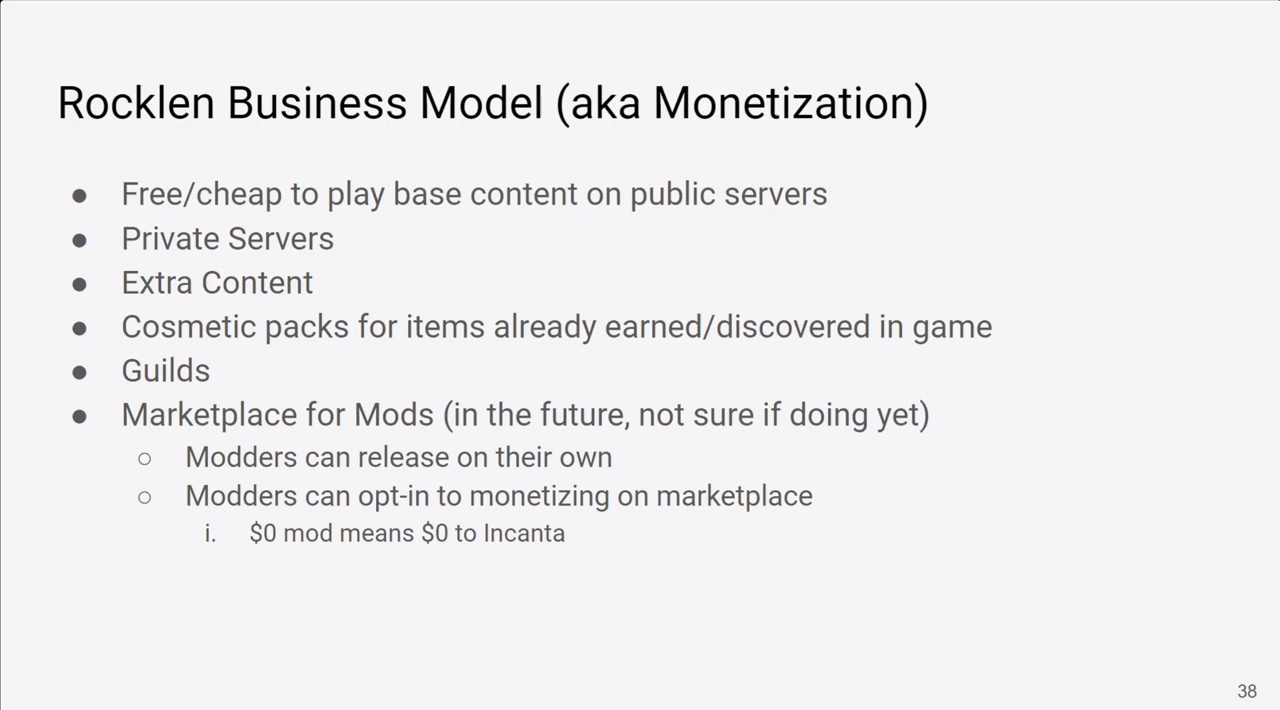 Rocklen Business Model (aka Monetization)
● Free/cheap to play base content on public servers
● Private Servers
● Extra Content
● Cosmetic packs for items already earned/discovered in game
● Guilds
● Marketplace for Mods (in the future, not sure if doing yet)
○ Modders can release on their own
○ Modders can opt-in to monetizing on marketplace
i. $0 mod means $0 to Incanta
38